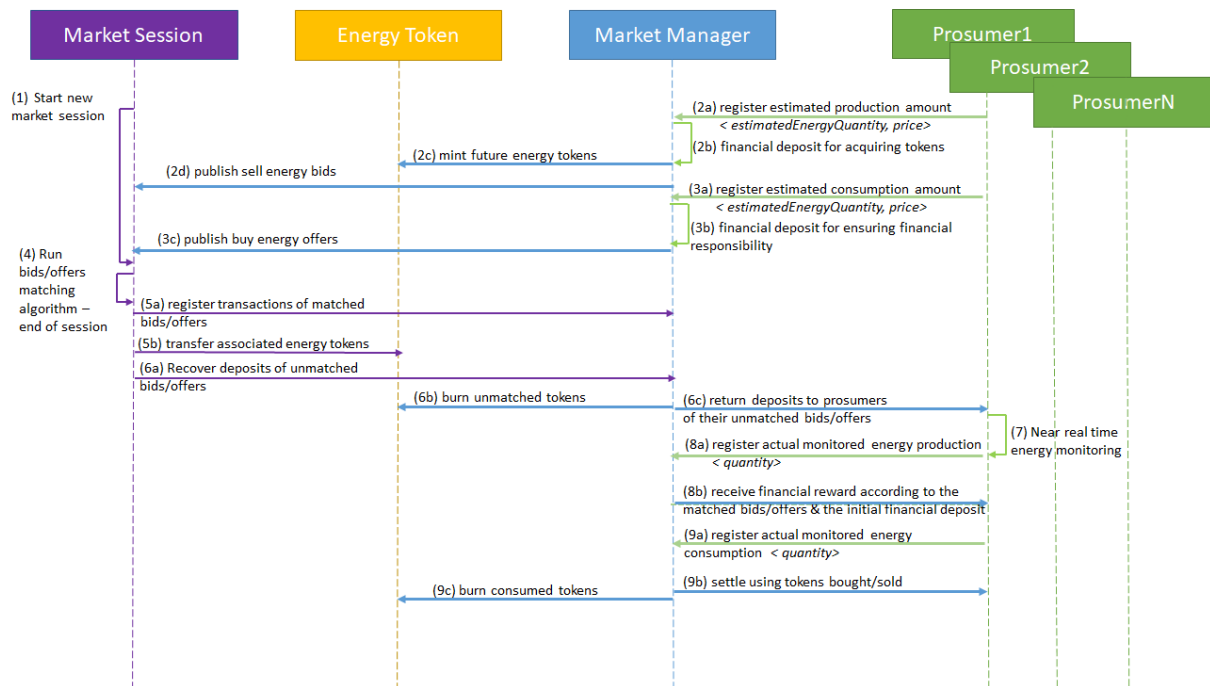 Market Session
Energy Token
Market Manager
Prosumer1
Prosumer2
ProsumerN
(1) Start new
market session
(2a) register estimated production amount
< estimatedEnergyQuantity, price>
(2b) financial deposit for acquiring tokens
(2c) mint future energy tokens
(2d) publish sell energy bids
(3a) register estimated consumption amount
< estimatedEnergyQuantity, price>
(3b) financial deposit for ensuring financial
responsibility
(3c) publish buy energy offers
(4) Run
bids/offers
matching
algorithm –
end of session
(5a) register transactions of matched
bids/offers
(5b) transfer associated energy tokens
(6a) Recover deposits of unmatched
bids/offers
(6b) burn unmatched tokens
(6c) return deposits to prosumers
of their unmatched bids/offers
(7) Near real time
energy monitoring
(8a) register actual monitored energy production
< quantity>
(8b) receive financial reward according to the
matched bids/offers & the initial financial deposit
(9a) register actual monitored energy
consumption < quantity>
(9b) settle using tokens bought/sold
(9c) burn consumed tokens